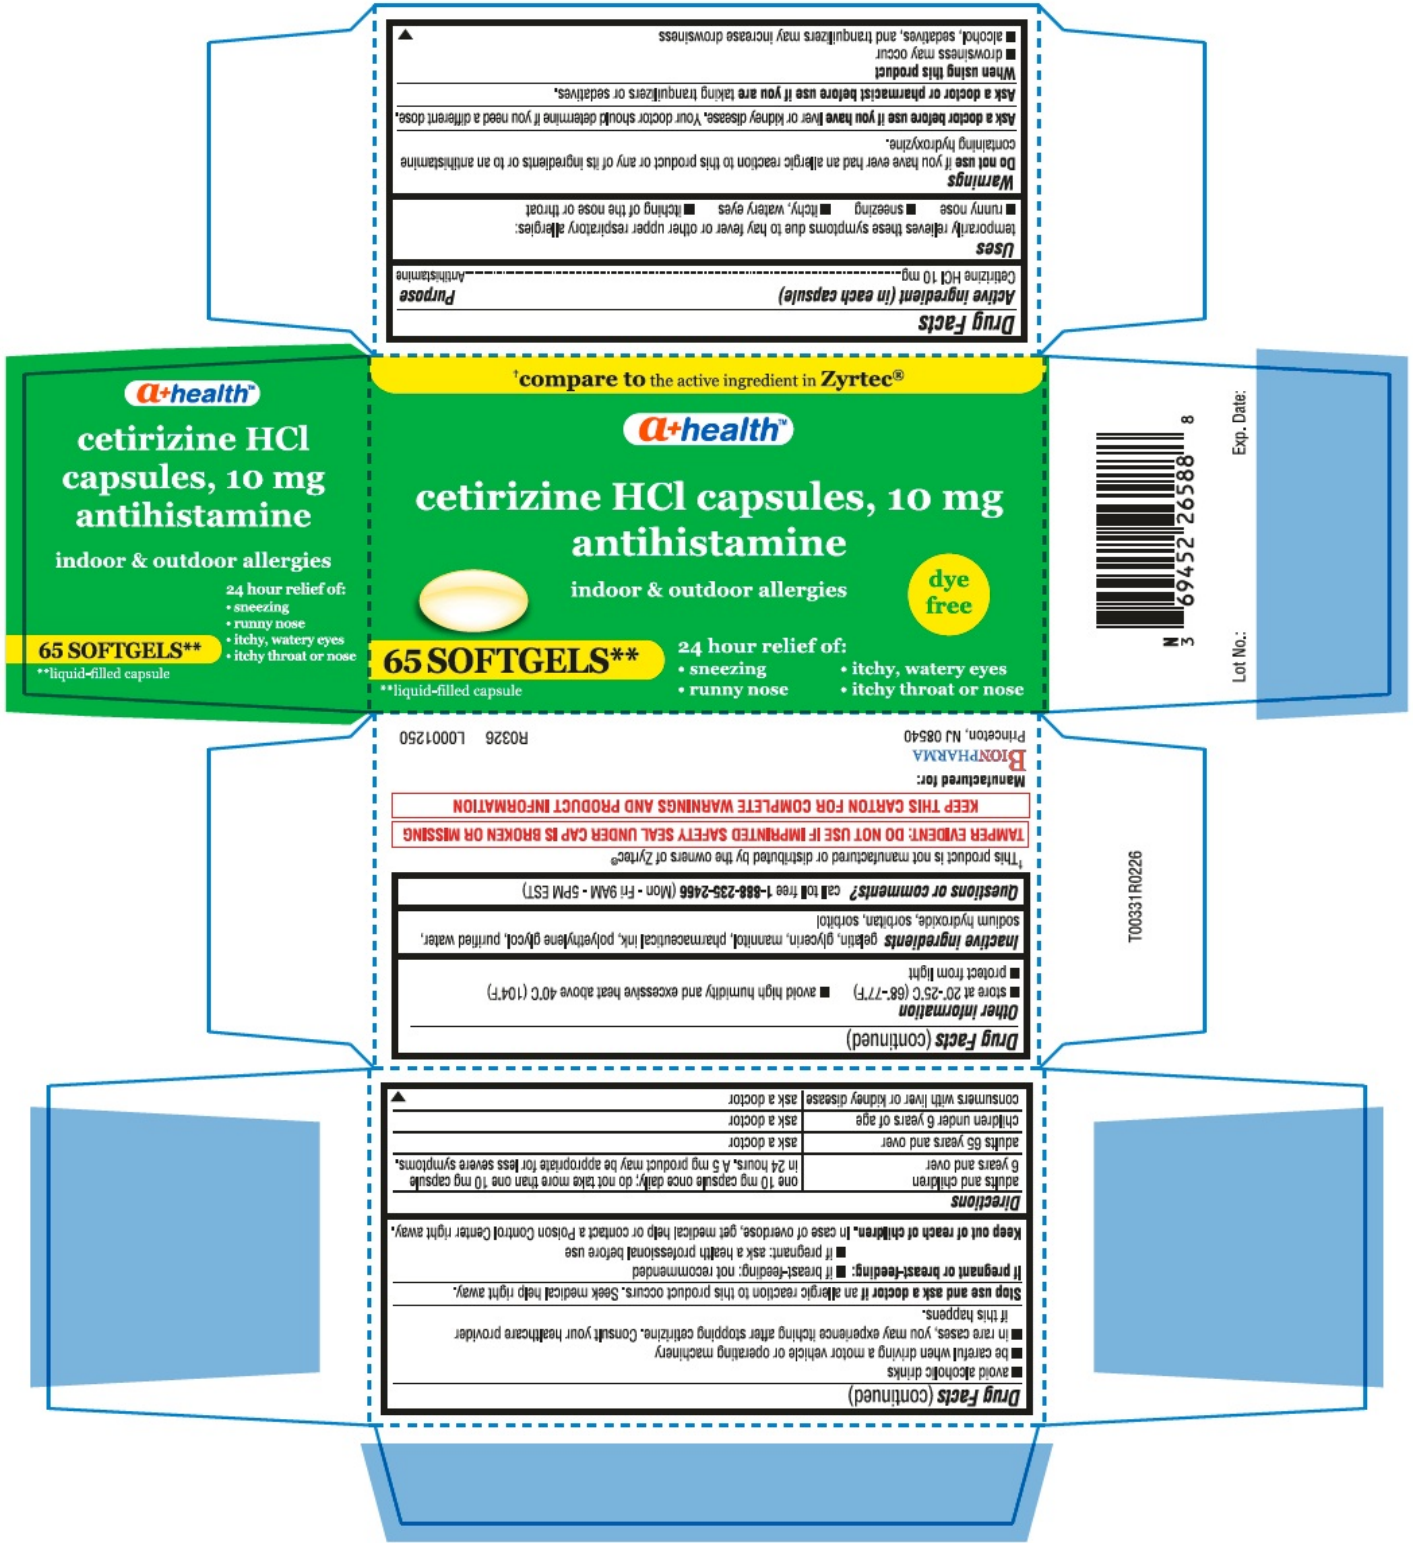 Drug Facts
Active ingredient (in each capsule) Purpose
Cetirizine HCl 10 mg Antihistamine
Uses
temporarily relieves these symptoms due to hay fever or other upper respiratory allergies:
■ runny nose ■ sneezing ■ itchy, watery eyes ■ itching of the nose or throat
Warnings
Do not use if you have ever had an allergic reaction to this product or any of its ingredients or to an antihistamine
containing hydroxyzine.
Ask a doctor before use if you have liver or kidney disease. Your doctor should determine if you need a different dose.
Ask a doctor or pharmacist before use if you are taking tranquilizers or sedatives.
When using this product
■ drowsiness may occur
■ alcohol, sedatives, and tranquilizers may increase drowsiness
a+health™
cetirizine HCl
capsules, 10 mg
antihistamine
indoor & outdoor allergies
24 hour relief of:
• sneezing
• runny nose
• itchy, watery eyes
• itchy throat or nose
65 SOFTGELS**
**liquid-filled capsule
†compare to the active ingredient in Zyrtec®
a+health™
cetirizine HCl capsules, 10 mg
antihistamine
indoor & outdoor allergies
dye
free
65 SOFTGELS**
**liquid-filled capsule
24 hour relief of:
• sneezing • itchy, watery eyes
• runny nose • itchy throat or nose
N
3 69452 26588 8
Lot No.: Exp. Date:
Drug Facts (continued)
■ avoid alcoholic drinks
■ be careful when driving a motor vehicle or operating machinery
■ in rare cases, you may experience itching after stopping cetirizine. Consult your healthcare provider
if this happens.
Stop use and ask a doctor if an allergic reaction to this product occurs. Seek medical help right away.
If pregnant or breast-feeding: ■ if breast-feeding: not recommended
■ if pregnant: ask a health professional before use
Keep out of reach of children. In case of overdose, get medical help or contact a Poison Control Center right away.
Directions
adults and children one 10 mg capsule once daily; do not take more than one 10 mg capsule
6 years and over in 24 hours. A 5 mg product may be appropriate for less severe symptoms.
adults 65 years and over ask a doctor
children under 6 years of age ask a doctor
consumers with liver or kidney disease ask a doctor
Drug Facts (continued)
Other information
■ store at 20°-25°C (68°-77°F) ■ avoid high humidity and excessive heat above 40°C (104°F)
■ protect from light
Inactive ingredients gelatin, glycerin, mannitol, pharmaceutical ink, polyethylene glycol, purified water,
sodium hydroxide, sorbitan, sorbitol
Questions or comments? call toll free 1-888-235-2466 (Mon - Fri 9AM - 5PM EST)
†This product is not manufactured or distributed by the owners of Zyrtec®
TAMPER EVIDENT: DO NOT USE IF IMPRINTED SAFETY SEAL UNDER CAP IS BROKEN OR MISSING
KEEP THIS CARTON FOR COMPLETE WARNINGS AND PRODUCT INFORMATION
Manufactured for:
BIONPHARMA
Princeton, NJ 08540 R0326 L0001250
T00331R0226